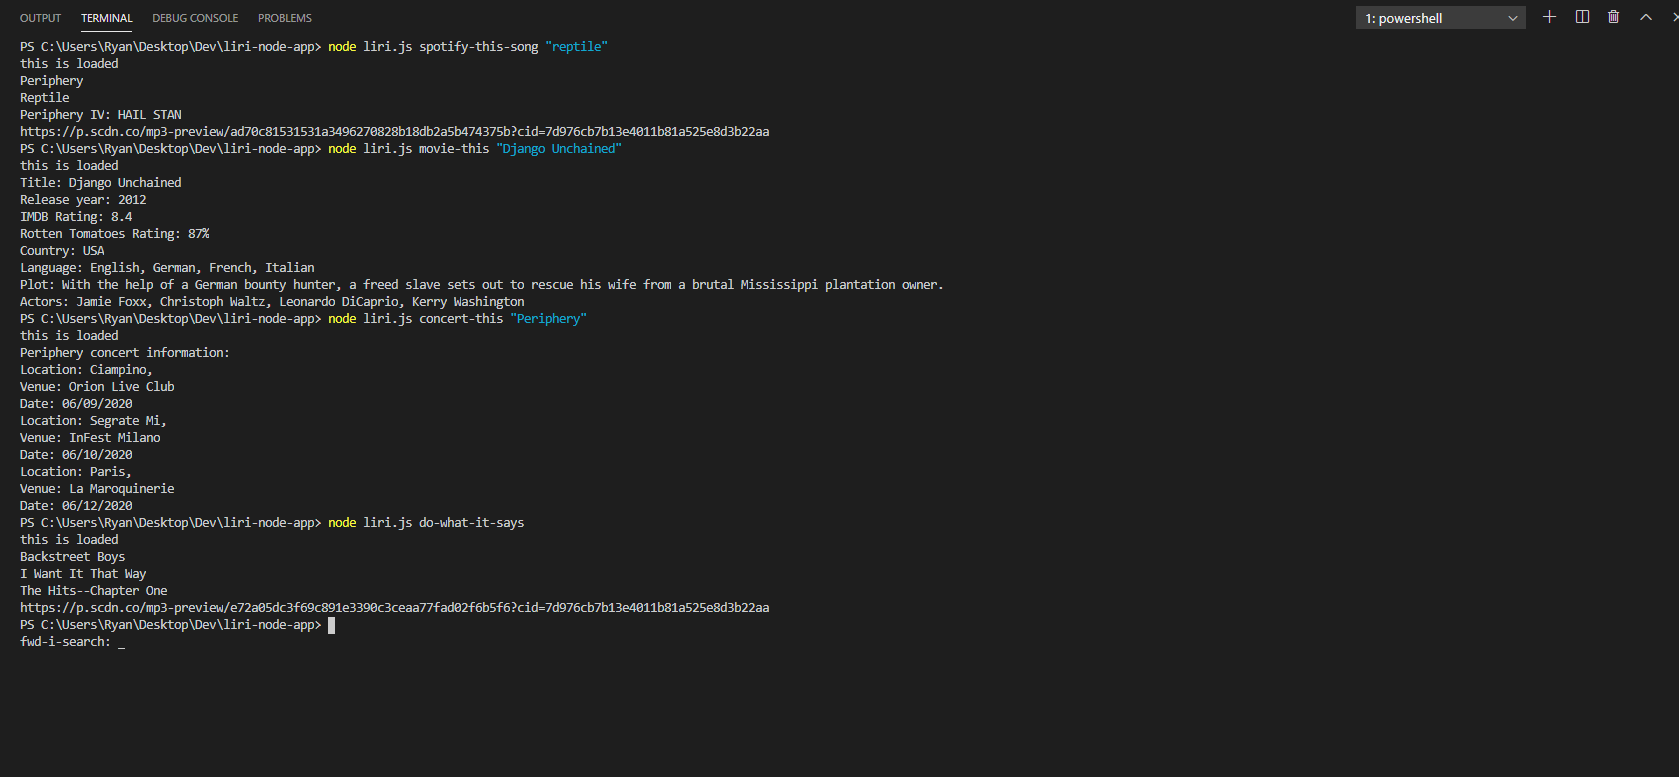 OUTPUT TERMINAL DEBUG CONSOLE PROBLEMS 1: powershell
PS C:\Users\Ryan\Desktop\Dev\liri-node-app> node liri.js spotify-this-song "reptile"
this is loaded
Periphery
Reptile
Periphery IV: HAIL STAN
https://p.scdn.co/mp3-preview/ad70c81531531a3496270828b18db2a5b474375b?cid=7d976cb7b13e4011b81a525e8d3b22aa
PS C:\Users\Ryan\Desktop\Dev\liri-node-app> node liri.js movie-this "Django Unchained"
this is loaded
Title: Django Unchained
Release year: 2012
IMDB Rating: 8.4
Rotten Tomatoes Rating: 87%
Country: USA
Language: English, German, French, Italian
Plot: With the help of a German bounty hunter, a freed slave sets out to rescue his wife from a brutal Mississippi plantation owner.
Actors: Jamie Foxx, Christoph Waltz, Leonardo DiCaprio, Kerry Washington
PS C:\Users\Ryan\Desktop\Dev\liri-node-app> node liri.js concert-this "Periphery"
this is loaded
Periphery concert information:
Location: Ciampino,
Venue: Orion Live Club
Date: 06/09/2020
Location: Segrate Mi,
Venue: InFest Milano
Date: 06/10/2020
Location: Paris,
Venue: La Maroquinerie
Date: 06/12/2020
PS C:\Users\Ryan\Desktop\Dev\liri-node-app> node liri.js do-what-it-says
this is loaded
Backstreet Boys
I Want It That Way
The Hits--Chapter One
https://p.scdn.co/mp3-preview/e72a05dc3f69c891e3390c3ceaa77fad02f6b5f6?cid=7d976cb7b13e4011b81a525e8d3b22aa
PS C:\Users\Ryan\Desktop\Dev\liri-node-app>
fwd-i-search: _